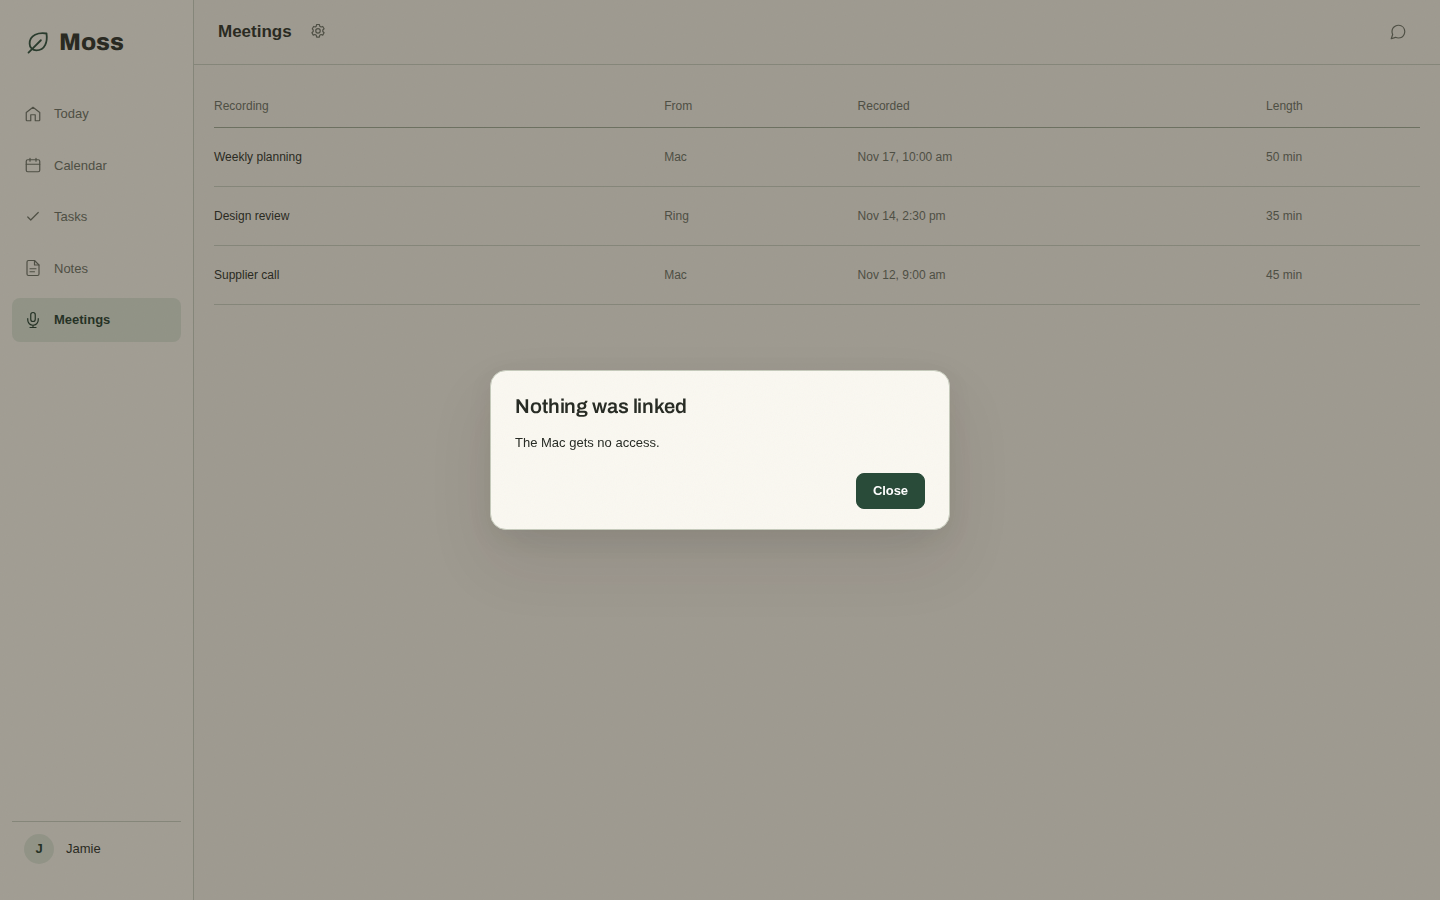 Moss
Today
Calendar
Tasks
Notes
Meetings
J Jamie
Meetings
Recording From Recorded Length
Weekly planning Mac Nov 17, 10:00 am 50 min
Design review Ring Nov 14, 2:30 pm 35 min
Supplier call Mac Nov 12, 9:00 am 45 min
Nothing was linked
The Mac gets no access.
Close